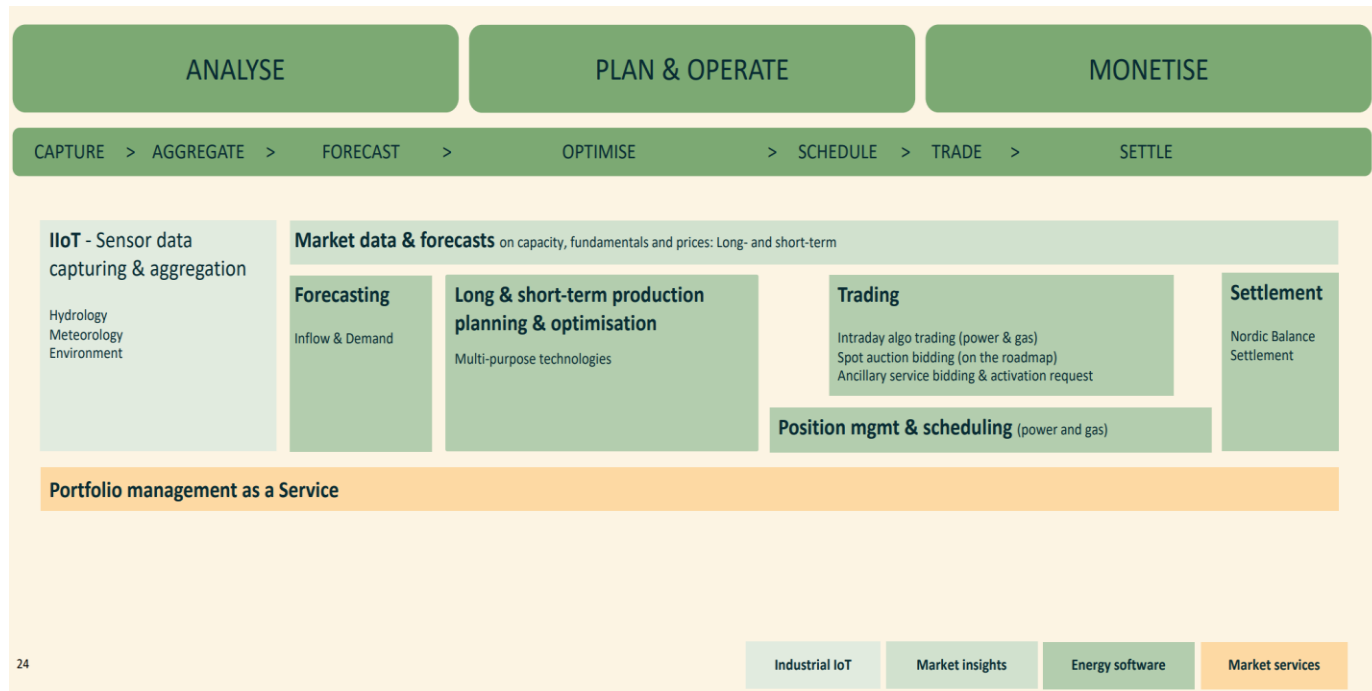 ANALYSE
PLAN & OPERATE
MONETISE
CAPTURE > AGGREGATE > FORECAST > OPTIMISE > SCHEDULE > TRADE > SETTLE
IIoT - Sensor data
capturing & aggregation
Hydrology
Meteorology
Environment
Market data & forecasts on capacity, fundamentals and prices: Long- and short-term
Forecasting
Inflow & Demand
Long & short-term production
planning & optimisation
Multi-purpose technologies
Trading
Intraday algo trading (power & gas)
Spot auction bidding (on the roadmap)
Ancillary service bidding & activation request
Position mgmt & scheduling (power and gas)
Settlement
Nordic Balance
Settlement
Portfolio management as a Service
24
Industrial IoT
Market insights
Energy software
Market services